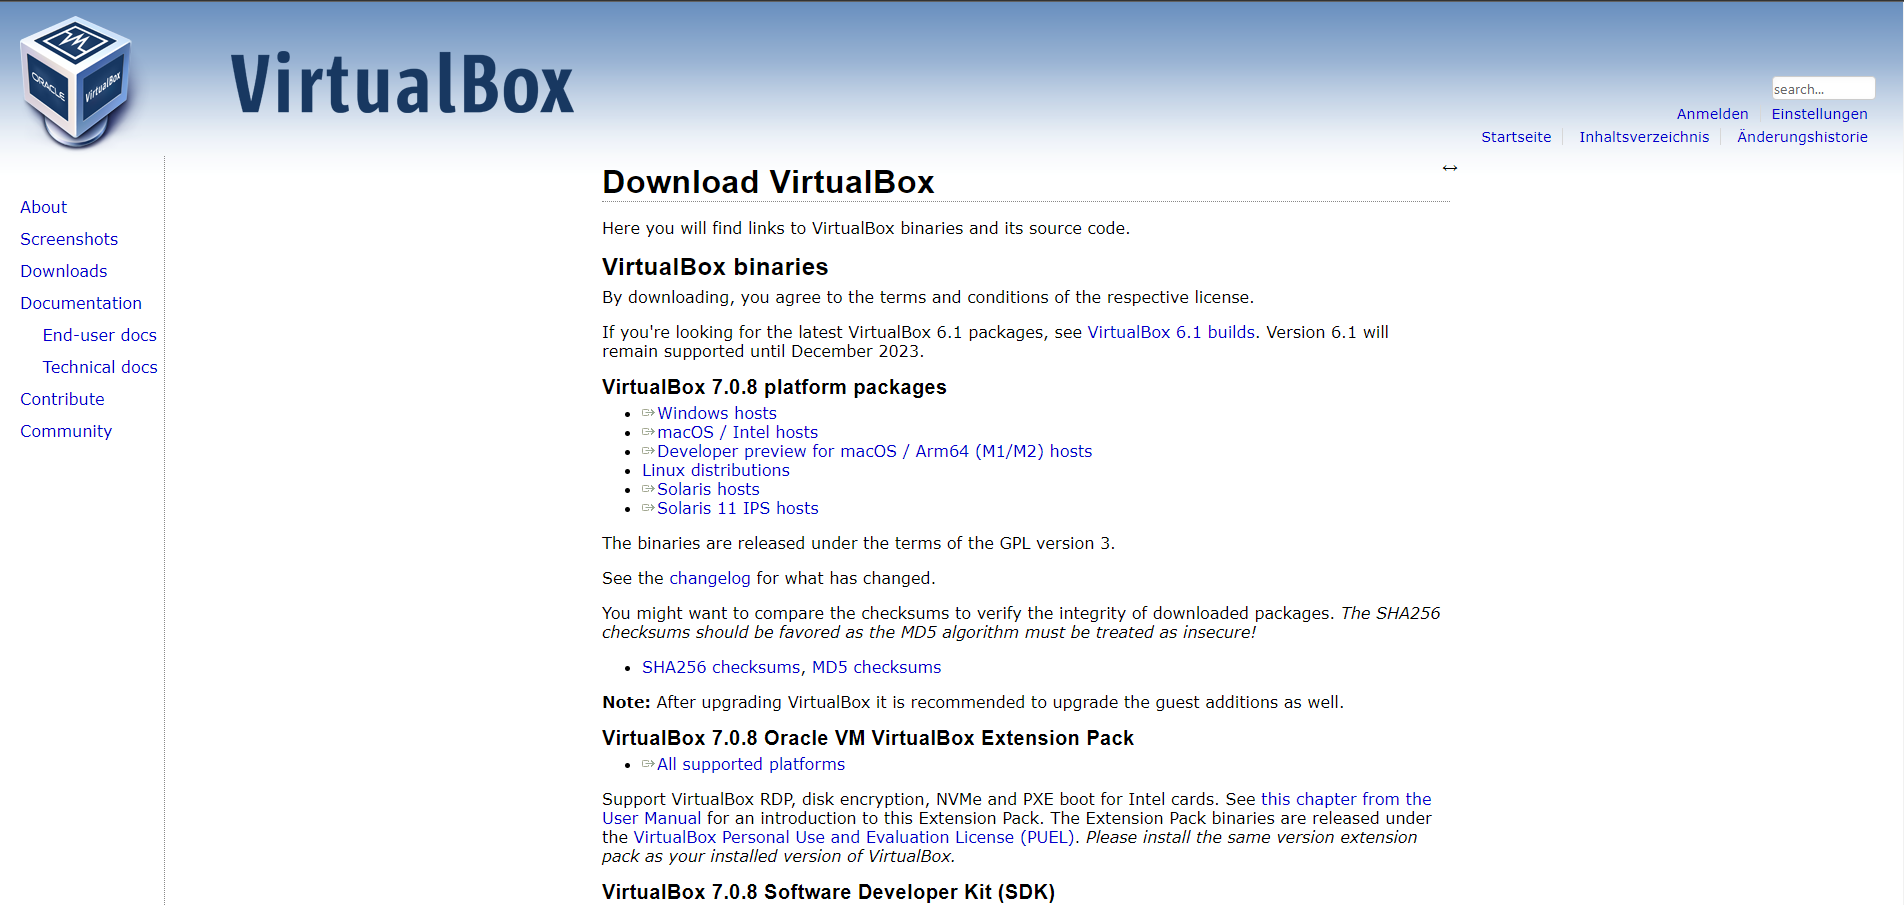 ORACLE
VirtualBox
VirtualBox
search...
Anmelden
Einstellungen
Startseite
Inhaltsverzeichnis
Änderungshistorie
About
Screenshots
Downloads
Documentation
End-user docs
Technical docs
Contribute
Community
↔
Download VirtualBox
Here you will find links to VirtualBox binaries and its source code.
VirtualBox binaries
By downloading, you agree to the terms and conditions of the respective license.
If you're looking for the latest VirtualBox 6.1 packages, see VirtualBox 6.1 builds. Version 6.1 will
remain supported until December 2023.
VirtualBox 7.0.8 platform packages
• Windows hosts
• macOS / Intel hosts
• Developer preview for macOS / Arm64 (M1/M2) hosts
• Linux distributions
• Solaris hosts
• Solaris 11 IPS hosts
The binaries are released under the terms of the GPL version 3.
See the changelog for what has changed.
You might want to compare the checksums to verify the integrity of downloaded packages. The SHA256
checksums should be favored as the MD5 algorithm must be treated as insecure!
• SHA256 checksums, MD5 checksums
Note: After upgrading VirtualBox it is recommended to upgrade the guest additions as well.
VirtualBox 7.0.8 Oracle VM VirtualBox Extension Pack
• All supported platforms
Support VirtualBox RDP, disk encryption, NVMe and PXE boot for Intel cards. See this chapter from the
User Manual for an introduction to this Extension Pack. The Extension Pack binaries are released under
the VirtualBox Personal Use and Evaluation License (PUEL). Please install the same version extension
pack as your installed version of VirtualBox.
VirtualBox 7.0.8 Software Developer Kit (SDK)